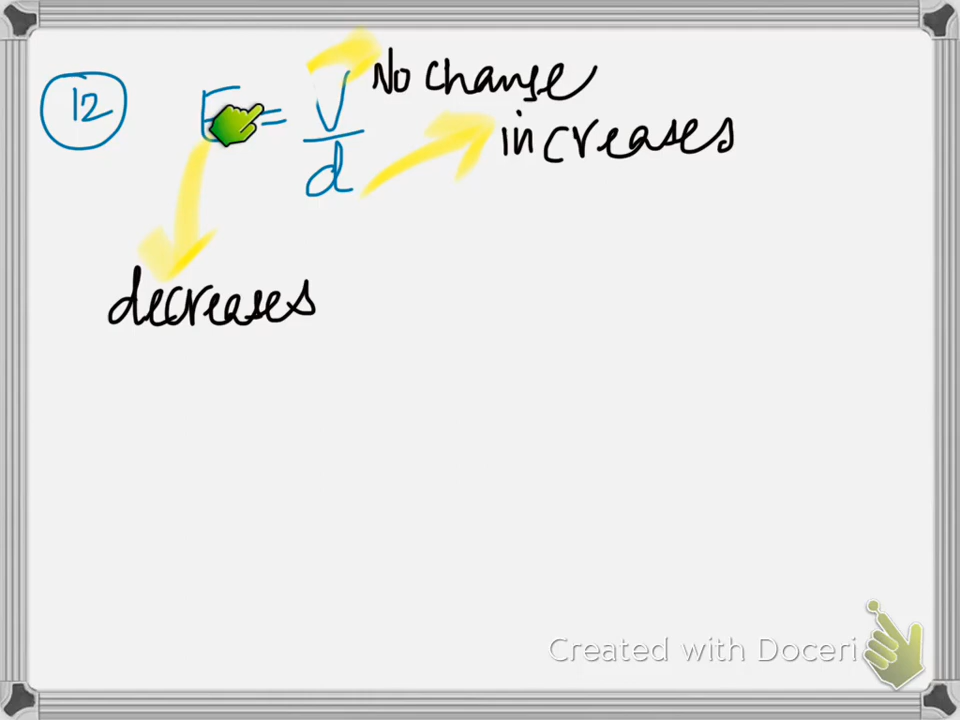 12 E = V/d No change
increases
decreases
Created with Doceri